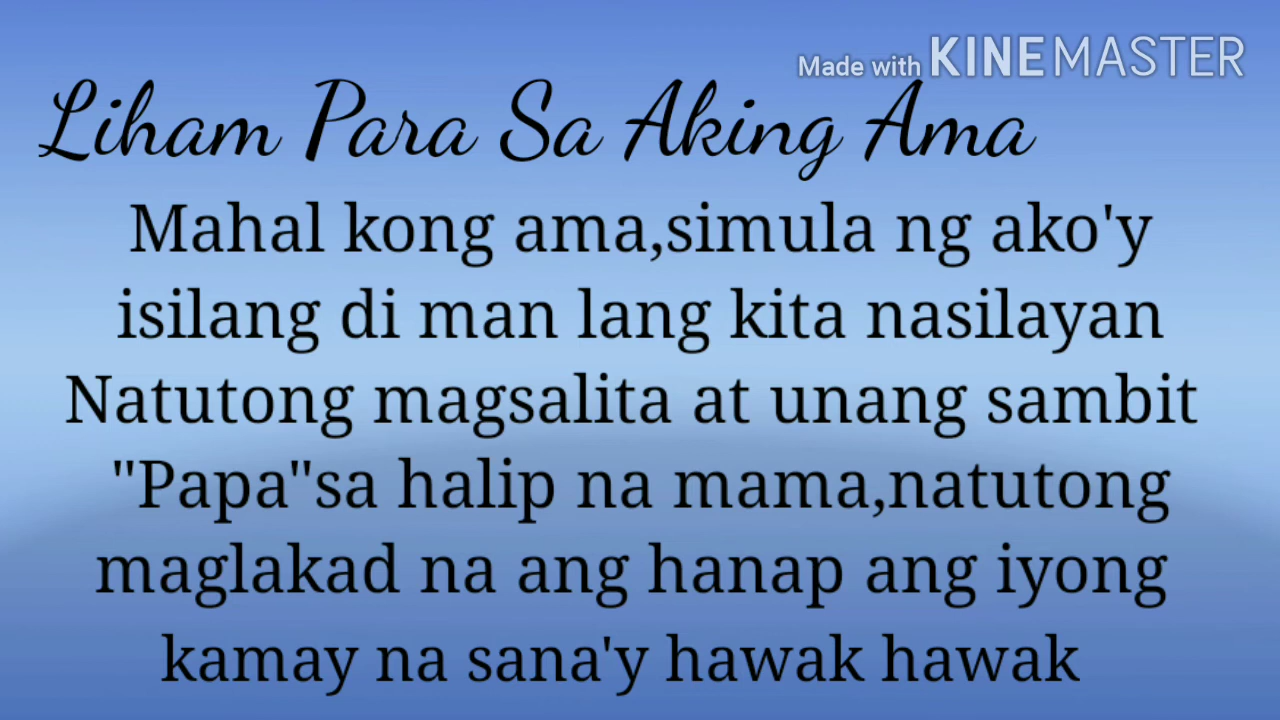 Made with KINEMASTER
Liham Para Sa Aking Ama
Mahal kong ama,simula ng ako'y
isilang di man lang kita nasilayan
Natutong magsalita at unang sambit
"Papa"sa halip na mama,natutong
maglakad na ang hanap ang iyong
kamay na sana'y hawak hawak